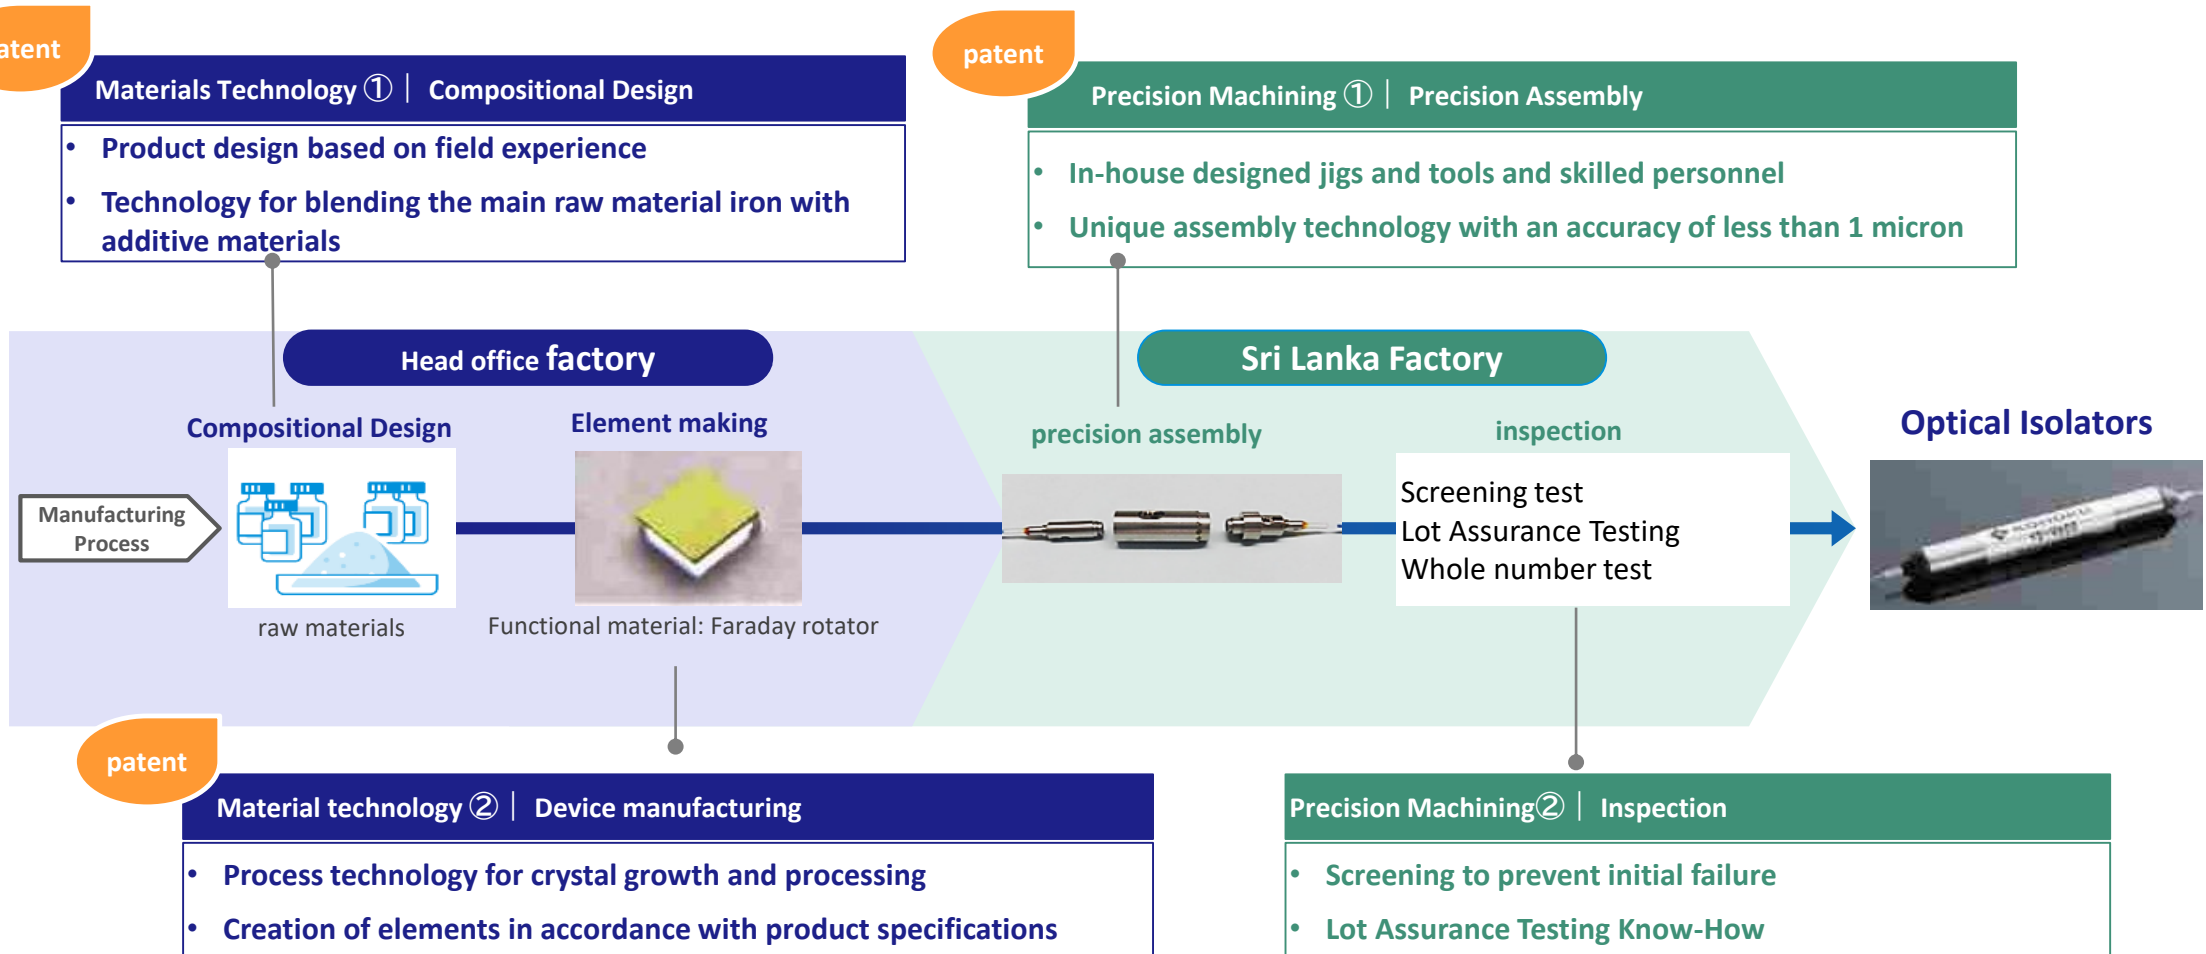 patent
Materials Technology ① | Compositional Design
• Product design based on field experience
• Technology for blending the main raw material iron with
additive materials
patent
Precision Machining ① | Precision Assembly
• In-house designed jigs and tools and skilled personnel
• Unique assembly technology with an accuracy of less than 1 micron
Head office factory
Sri Lanka Factory
Compositional Design
Element making
precision assembly
inspection
Optical Isolators
Manufacturing
Process
Screening test
Lot Assurance Testing
Whole number test
raw materials
Functional material: Faraday rotator
patent
Material technology ② | Device manufacturing
• Process technology for crystal growth and processing
• Creation of elements in accordance with product specifications
Precision Machining② | Inspection
• Screening to prevent initial failure
• Lot Assurance Testing Know-How